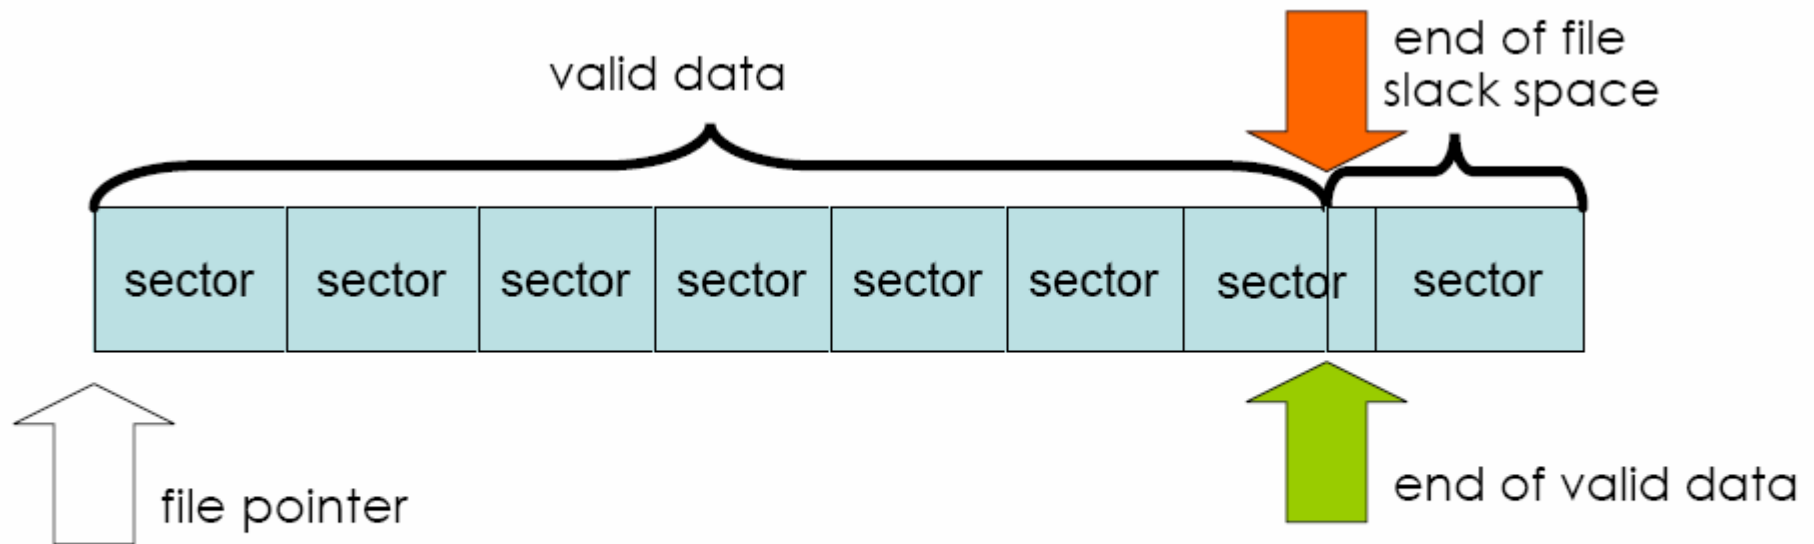 valid data
end of file
slack space
sector sector sector sector sector sector sector sector
file pointer
end of valid data